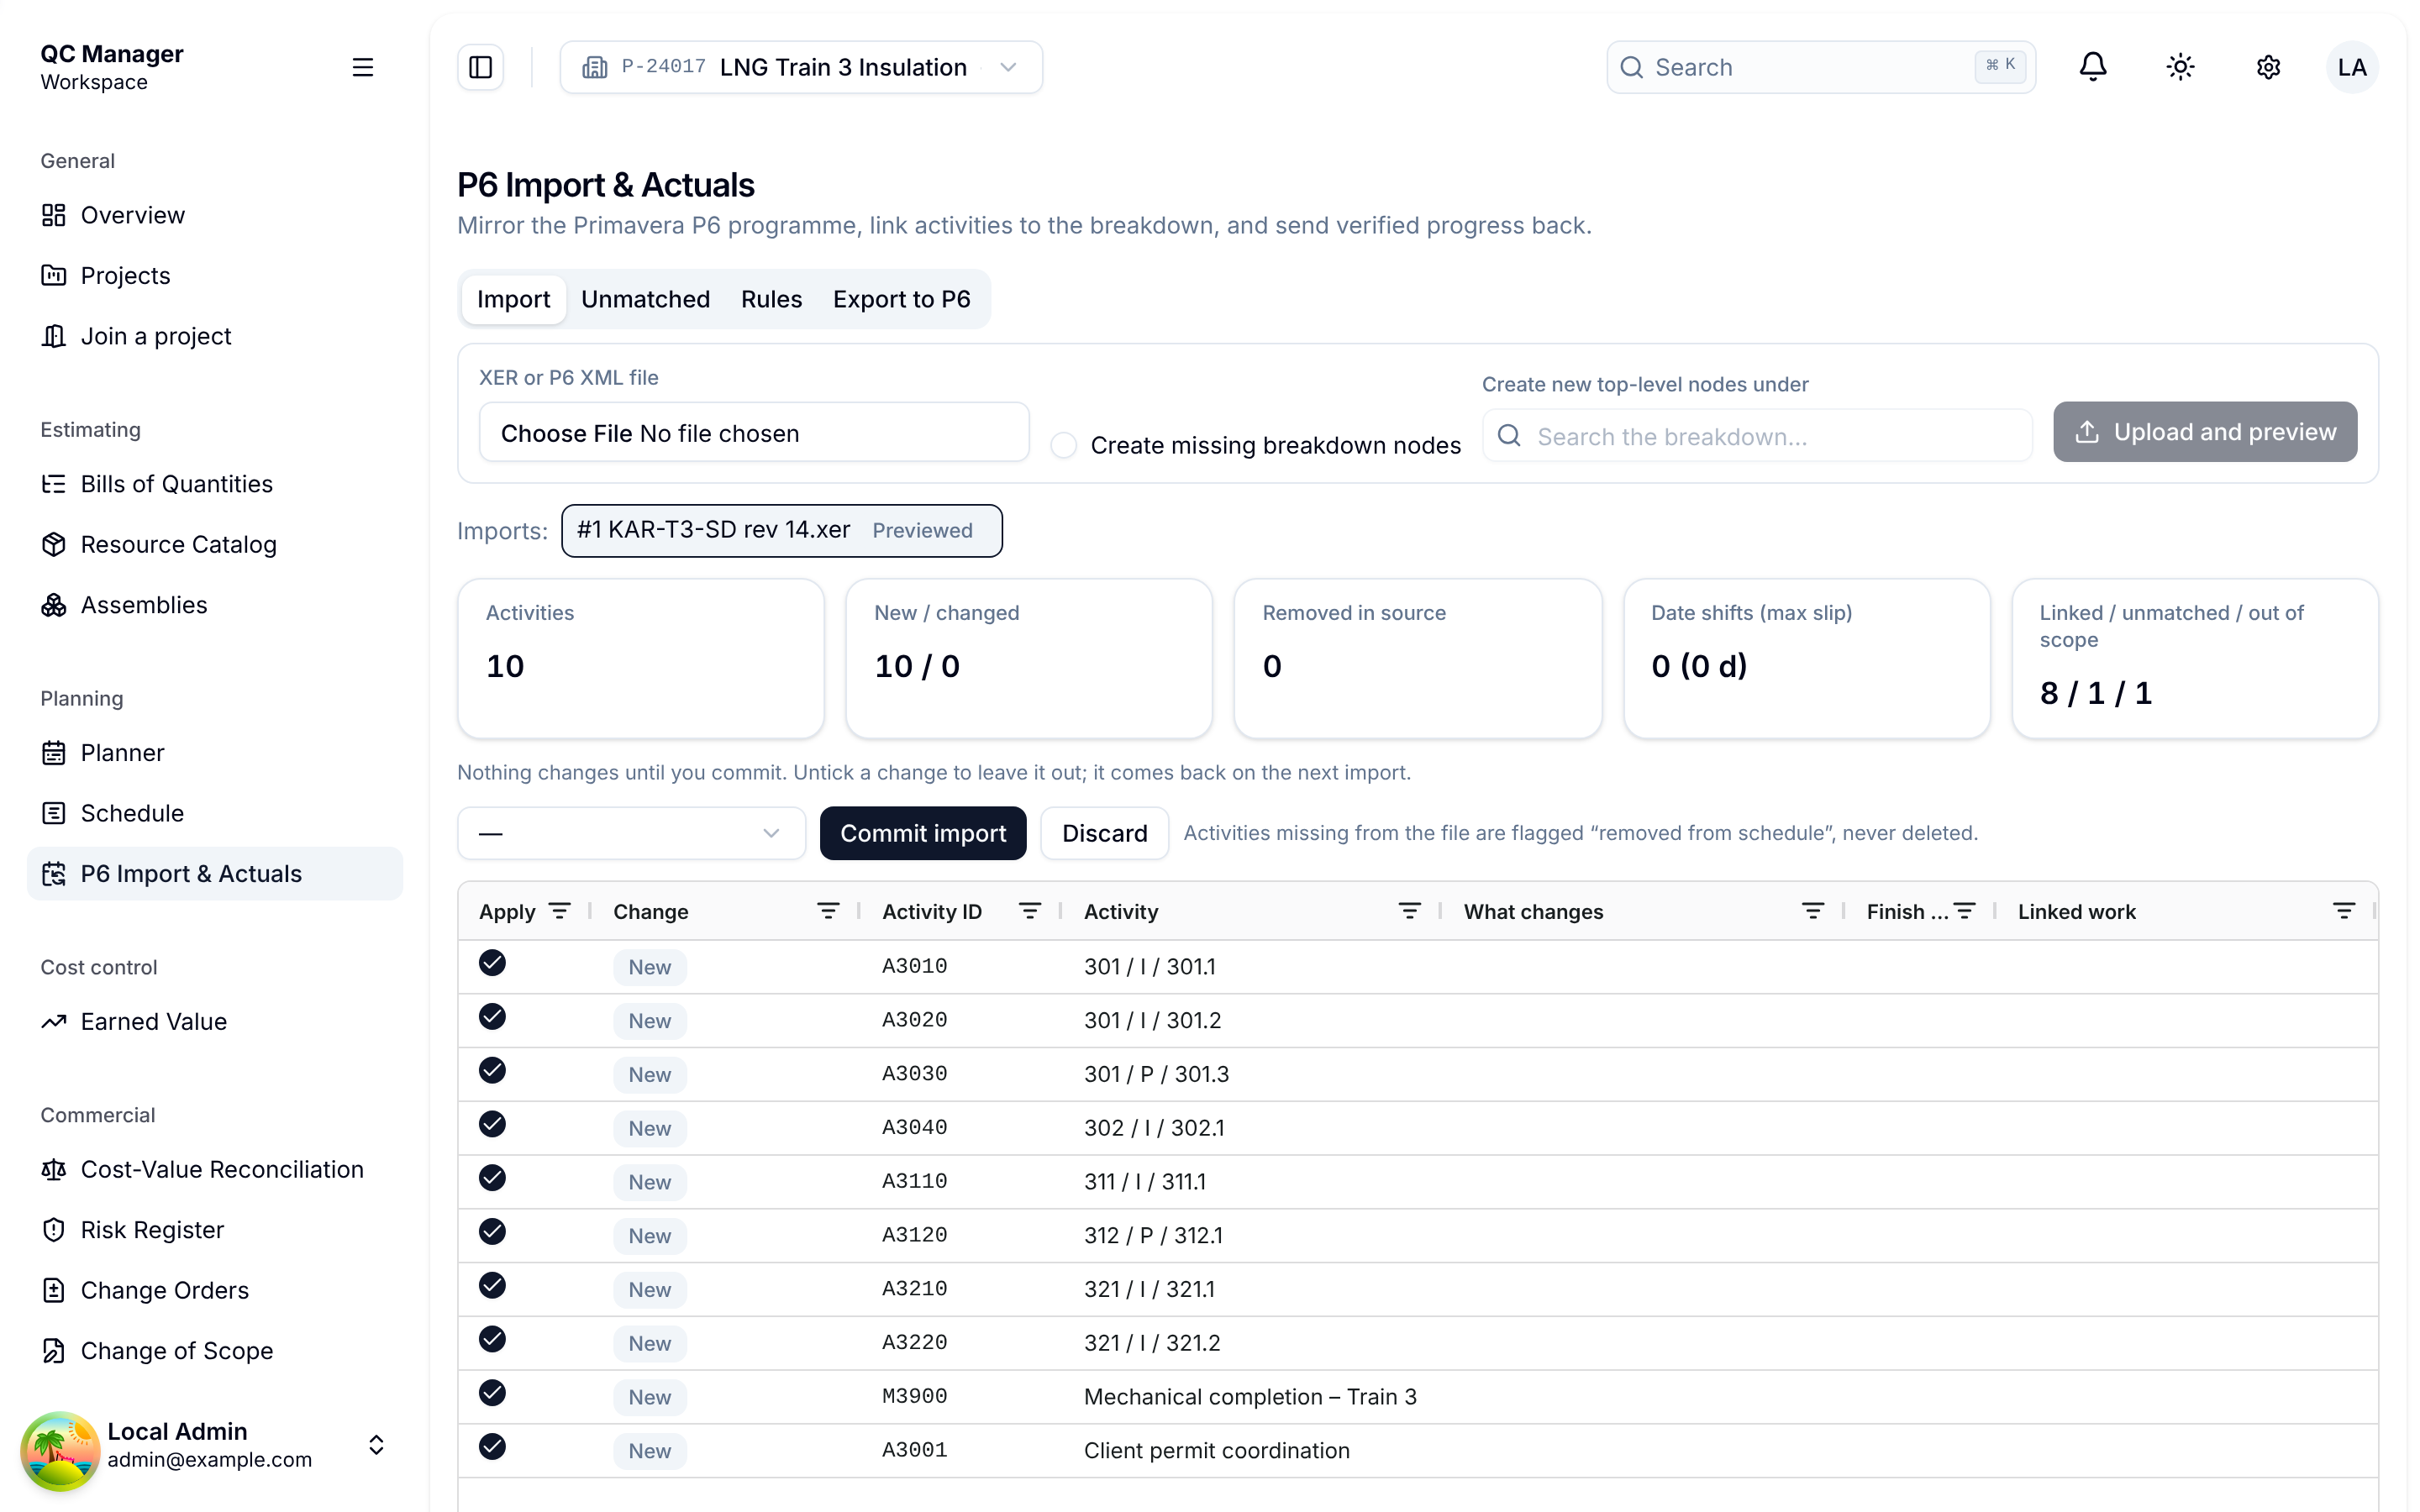 QC Manager
Workspace
General
Overview
Projects
Join a project
Estimating
Bills of Quantities
Resource Catalog
Assemblies
Planning
Planner
Schedule
P6 Import & Actuals
Cost control
Earned Value
Commercial
Cost-Value Reconciliation
Risk Register
Change Orders
Change of Scope
Local Admin
admin@example.com
P-24017 LNG Train 3 Insulation
Search ⌘ K
LA
P6 Import & Actuals
Mirror the Primavera P6 programme, link activities to the breakdown, and send verified progress back.
Import Unmatched Rules Export to P6
XER or P6 XML file
Choose File No file chosen
Create missing breakdown nodes
Create new top-level nodes under
Search the breakdown...
Upload and preview
Imports: #1 KAR-T3-SD rev 14.xer Previewed
Activities
10
New / changed
10 / 0
Removed in source
0
Date shifts (max slip)
0 (0 d)
Linked / unmatched / out of
scope
8 / 1 / 1
Nothing changes until you commit. Untick a change to leave it out; it comes back on the next import.
— Commit import Discard Activities missing from the file are flagged “removed from schedule”, never deleted.
Apply Change Activity ID Activity What changes Finish ... Linked work
New A3010 301 / I / 301.1
New A3020 301 / I / 301.2
New A3030 301 / P / 301.3
New A3040 302 / I / 302.1
New A3110 311 / I / 311.1
New A3120 312 / P / 312.1
New A3210 321 / I / 321.1
New A3220 321 / I / 321.2
New M3900 Mechanical completion – Train 3
New A3001 Client permit coordination